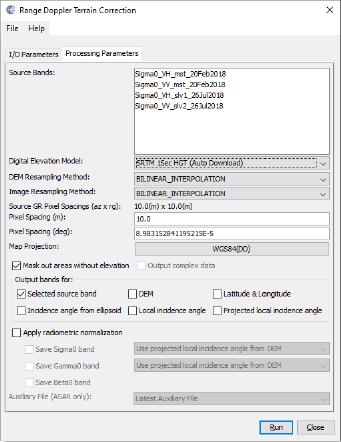 Range Doppler Terrain Correction
File Help
I/O Parameters Processing Parameters
Source Bands:
Sigma0_VH_mst_20Feb2018
Sigma0_VV_mst_20Feb2018
Sigma0_VH_slv1_26Jul2018
Sigma0_VV_slv2_26Jul2018
Digital Elevation Model: SRTM 1Sec HGT (Auto Download)
DEM Resampling Method: BILINEAR_INTERPOLATION
Image Resampling Method: BILINEAR_INTERPOLATION
Source GR Pixel Spacings (az x rg): 10.0(m) x 10.0(m)
Pixel Spacing (m): 10.0
Pixel Spacing (deg): 8.983152841195215E-5
Map Projection: WGS84(DD)
Mask out areas without elevation Output complex data
Output bands for:
Selected source band DEM Latitude & Longitude
Incidence angle from ellipsoid Local incidence angle Projected local incidence angle
Apply radiometric normalization
Save Sigma0 band Use projected local incidence angle from DEM
Save Gamma0 band Use projected local incidence angle from DEM
Save Beta0 band
Auxiliary File (ASAR only): Latest Auxiliary File
Run Close